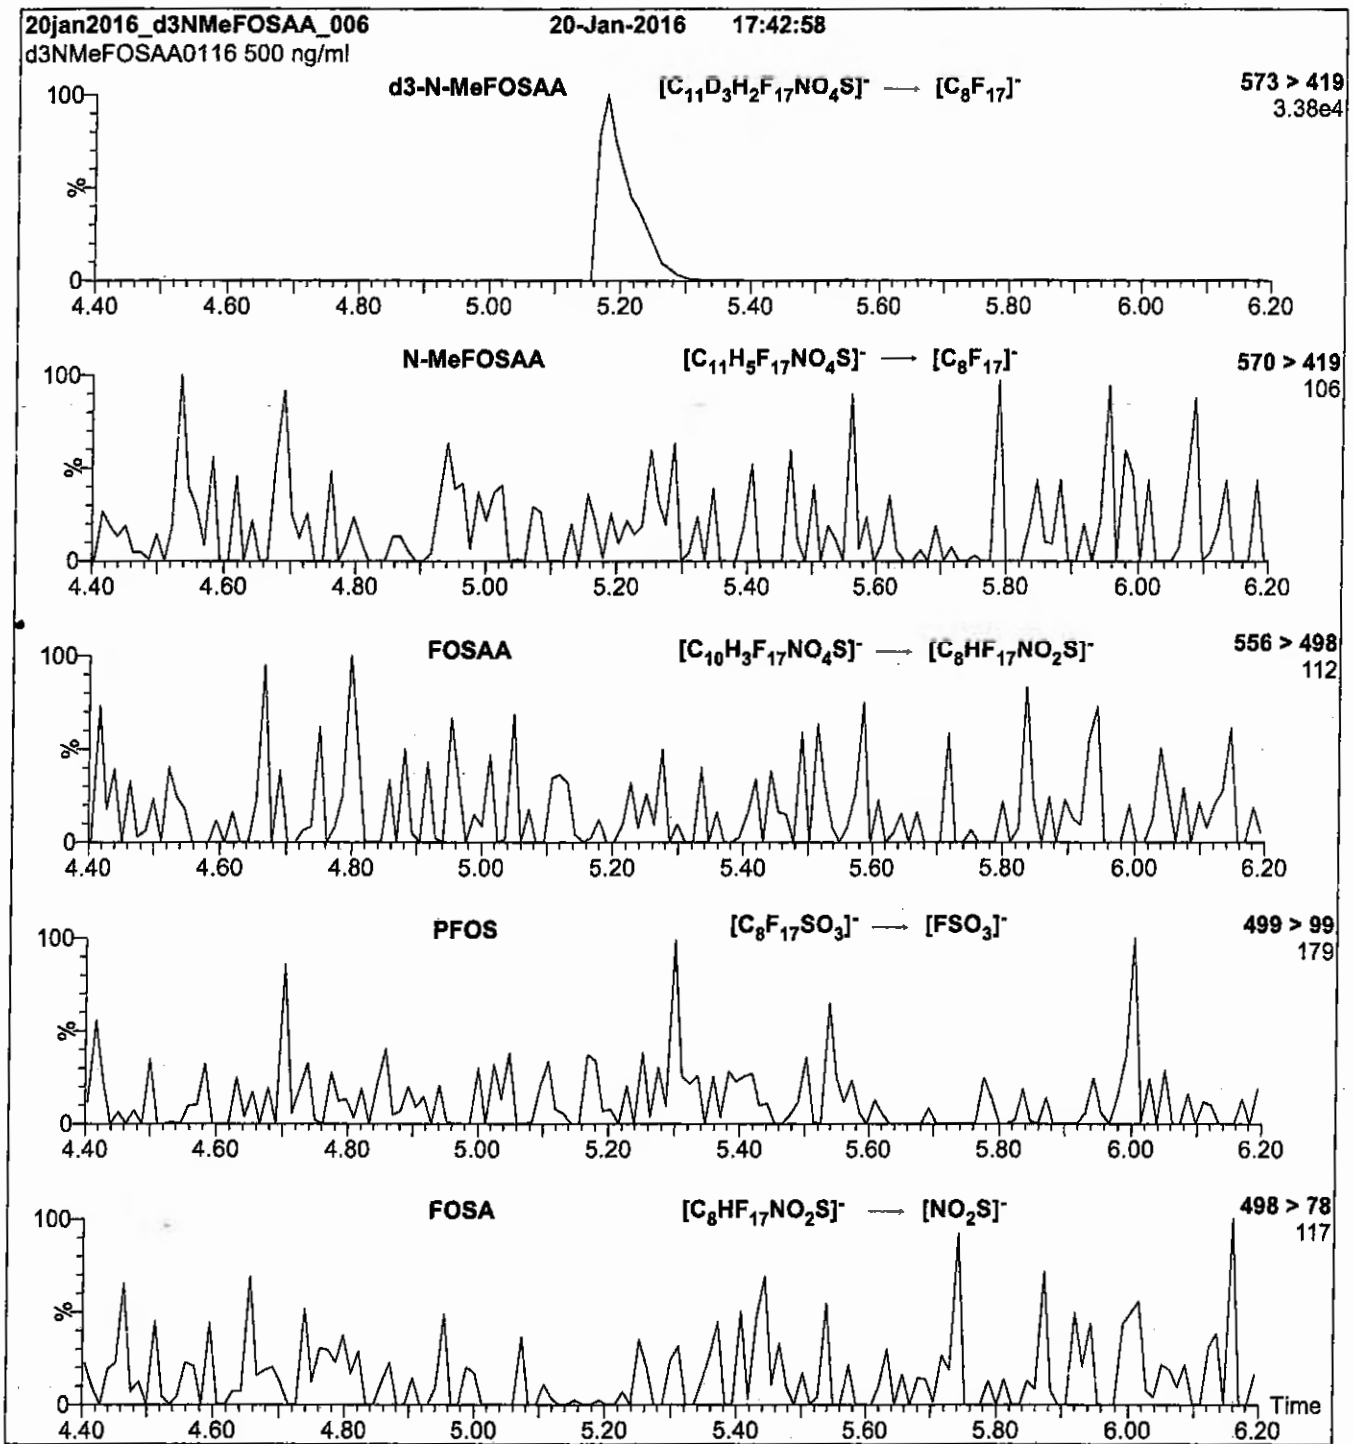 20jan2016_d3NMeFOSAA_006 20-Jan-2016 17:42:58
d3NMeFOSAA0116 500 ng/ml
d3-N-MeFOSAA [C₁₁D₃H₂F₁₇NO₄S]⁻ → [C₈F₁₇]⁻ 573 > 419
3.38e4
100
%
0
4.40 4.60 4.80 5.00 5.20 5.40 5.60 5.80 6.00 6.20
N-MeFOSAA [C₁₁H₅F₁₇NO₄S]⁻ → [C₈F₁₇]⁻ 570 > 419
106
100
%
0
4.40 4.60 4.80 5.00 5.20 5.40 5.60 5.80 6.00 6.20
FOSAA [C₁₀H₃F₁₇NO₄S]⁻ → [C₈HF₁₇NO₂S]⁻ 556 > 498
112
100
%
0
4.40 4.60 4.80 5.00 5.20 5.40 5.60 5.80 6.00 6.20
PFOS [C₈F₁₇SO₃]⁻ → [FSO₃]⁻ 499 > 99
179
100
%
0
4.40 4.60 4.80 5.00 5.20 5.40 5.60 5.80 6.00 6.20
FOSA [C₈HF₁₇NO₂S]⁻ → [NO₂S]⁻ 498 > 78
117
100
%
0
Time
4.40 4.60 4.80 5.00 5.20 5.40 5.60 5.80 6.00 6.20